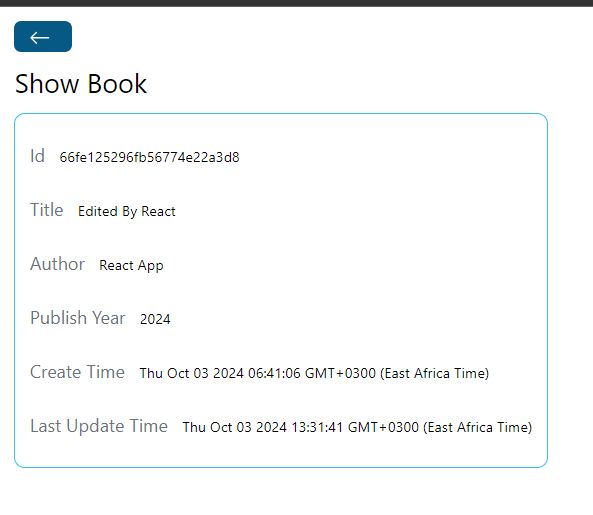 Show Book
Id 66fe125296fb56774e22a3d8
Title Edited By React
Author React App
Publish Year 2024
Create Time Thu Oct 03 2024 06:41:06 GMT+0300 (East Africa Time)
Last Update Time Thu Oct 03 2024 13:31:41 GMT+0300 (East Africa Time)